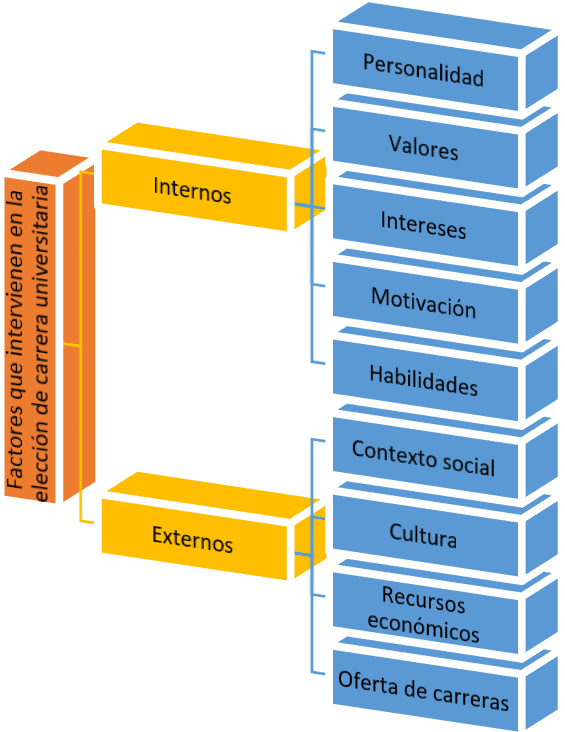 Factores que intervienen en la
elección de carrera universitaria
Internos
Personalidad
Valores
Intereses
Motivación
Habilidades
Externos
Contexto social
Cultura
Recursos
económicos
Oferta de carreras